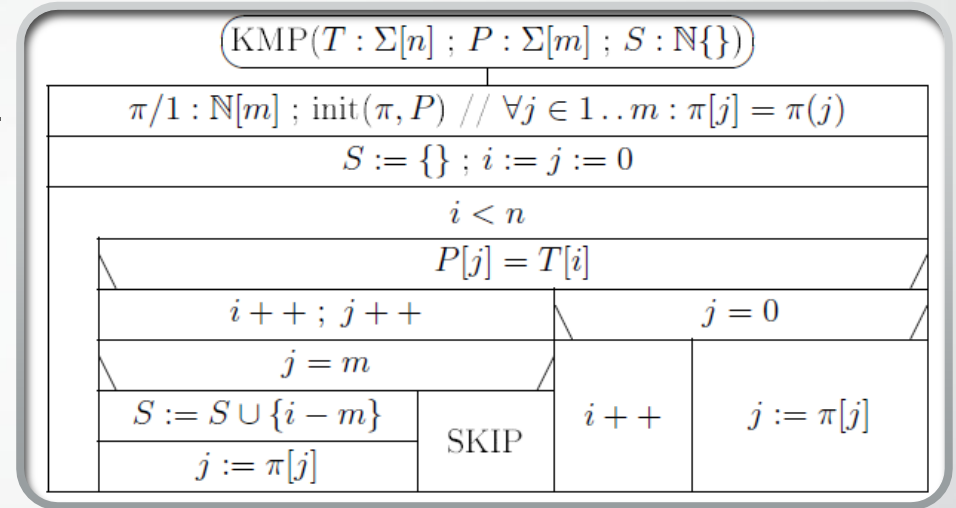 KMP(T : Σ[n] ; P : Σ[m] ; S : ℕ{})
π/1 : ℕ[m] ; init(π, P) // ∀j ∈ 1 . . m : π[j] = π(j)
S := {} ; i := j := 0
i < n
P[j] = T[i]
i + + ; j + +
j = 0
j = m
S := S ∪ {i − m}
SKIP
i + +
j := π[j]
j := π[j]